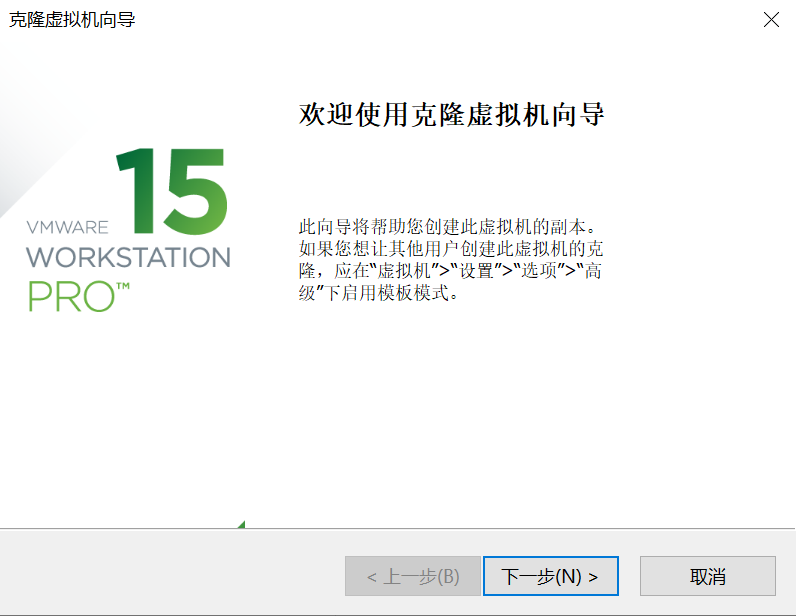 克隆虚拟机向导
欢迎使用克隆虚拟机向导
15
VMWARE
WORKSTATION
PRO™
此向导将帮助您创建此虚拟机的副本。
如果您想让其他用户创建此虚拟机的克
隆，应在“虚拟机”>“设置”>“选项”>“高
级”下启用模板模式。
< 上一步(B)
下一步(N) >
取消